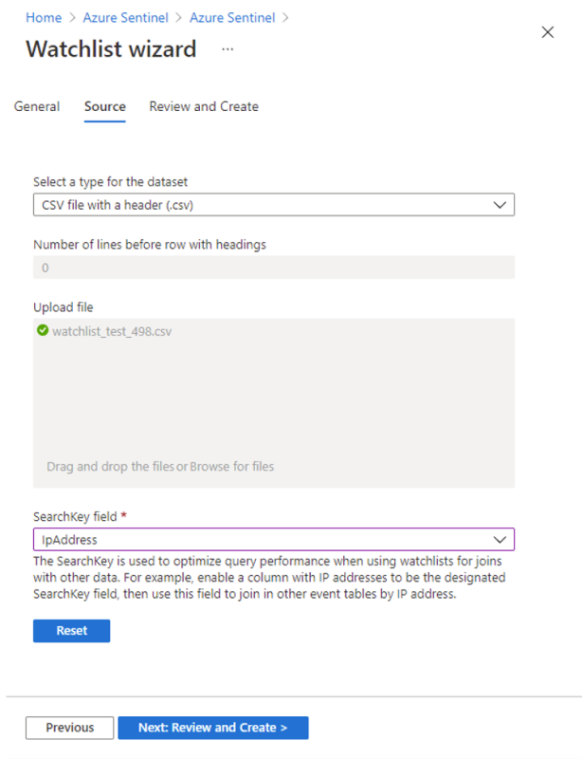 Home > Azure Sentinel > Azure Sentinel >
Watchlist wizard ...
General Source Review and Create
Select a type for the dataset
CSV file with a header (.csv)
Number of lines before row with headings
0
Upload file
watchlist_test_498.csv
Drag and drop the files or Browse for files
SearchKey field *
IpAddress
The SearchKey is used to optimize query performance when using watchlists for joins
with other data. For example, enable a column with IP addresses to be the designated
SearchKey field, then use this field to join in other event tables by IP address.
Reset
Previous Next: Review and Create >